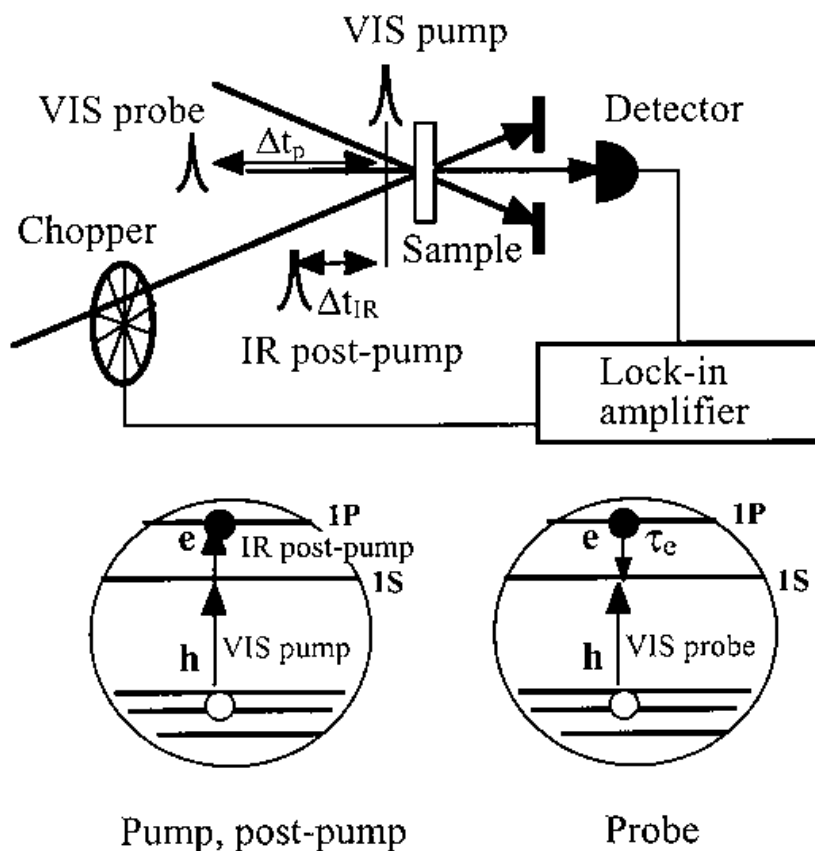 VIS pump
VIS probe
Detector
Δtₚ
Chopper
Sample
Δt_IR
IR post-pump
Lock-in
amplifier
1P
e
IR post-pump
1S
h
VIS pump
1P
e
τₑ
1S
h
VIS probe
Pump, post-pump
Probe